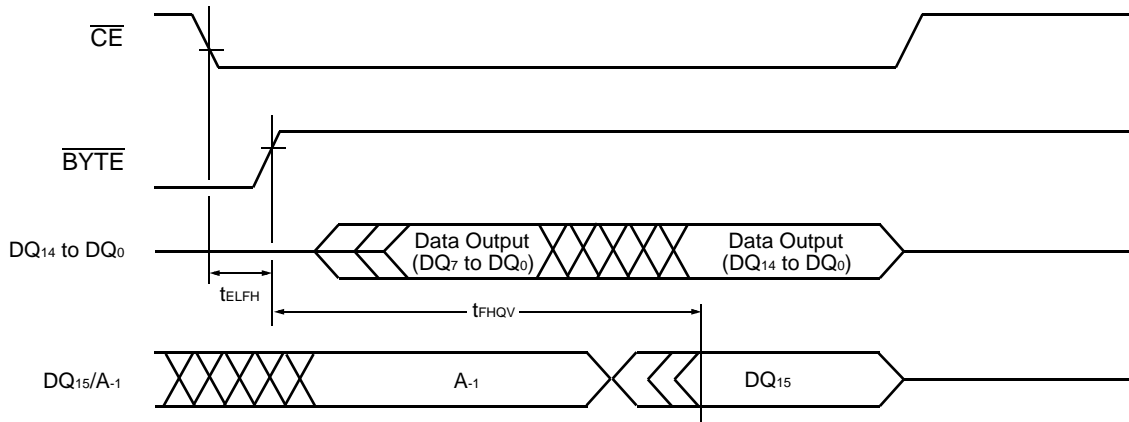 CE
BYTE
DQ14 to DQ0
Data Output
(DQ7 to DQ0)
Data Output
(DQ14 to DQ0)
tELFH
tFHQV
DQ15/A-1
A-1
DQ15